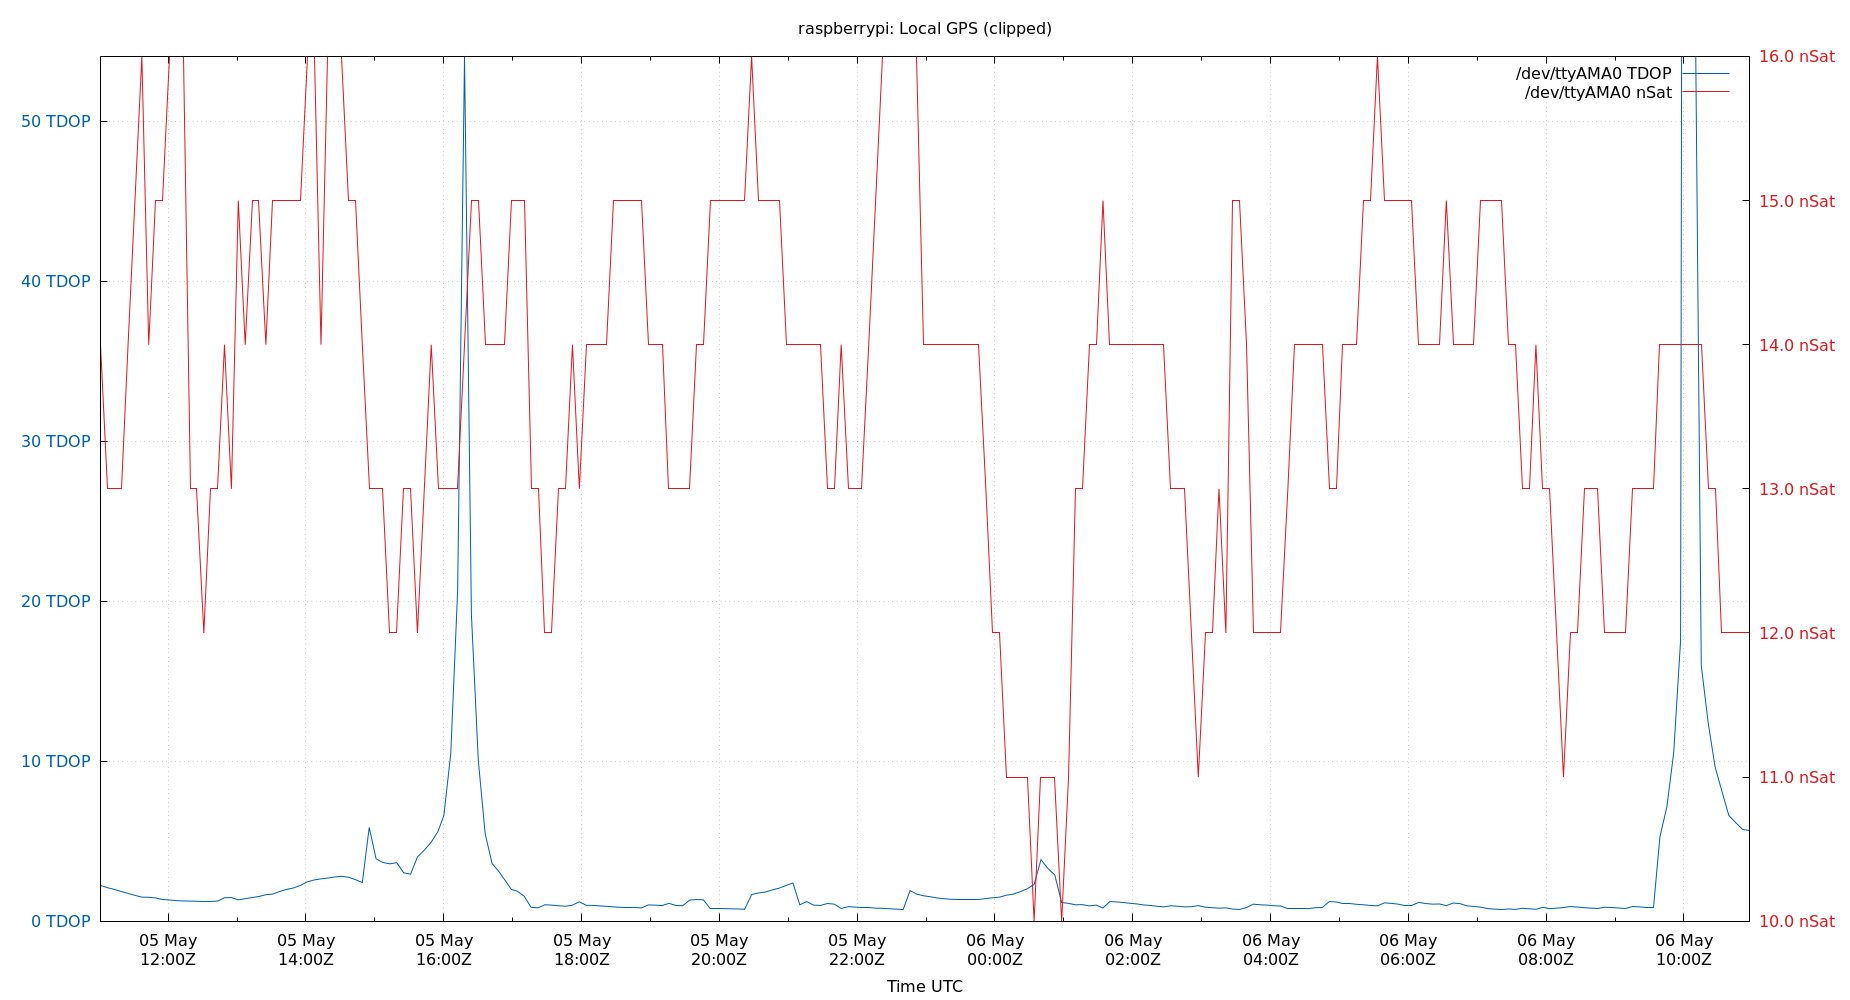 raspberrypi: Local GPS (clipped)
/dev/ttyAMA0 TDOP
/dev/ttyAMA0 nSat
50 TDOP
40 TDOP
30 TDOP
20 TDOP
10 TDOP
0 TDOP
16.0 nSat
15.0 nSat
14.0 nSat
13.0 nSat
12.0 nSat
11.0 nSat
10.0 nSat
05 May
12:00Z
05 May
14:00Z
05 May
16:00Z
05 May
18:00Z
05 May
20:00Z
05 May
22:00Z
06 May
00:00Z
06 May
02:00Z
06 May
04:00Z
06 May
06:00Z
06 May
08:00Z
06 May
10:00Z
Time UTC